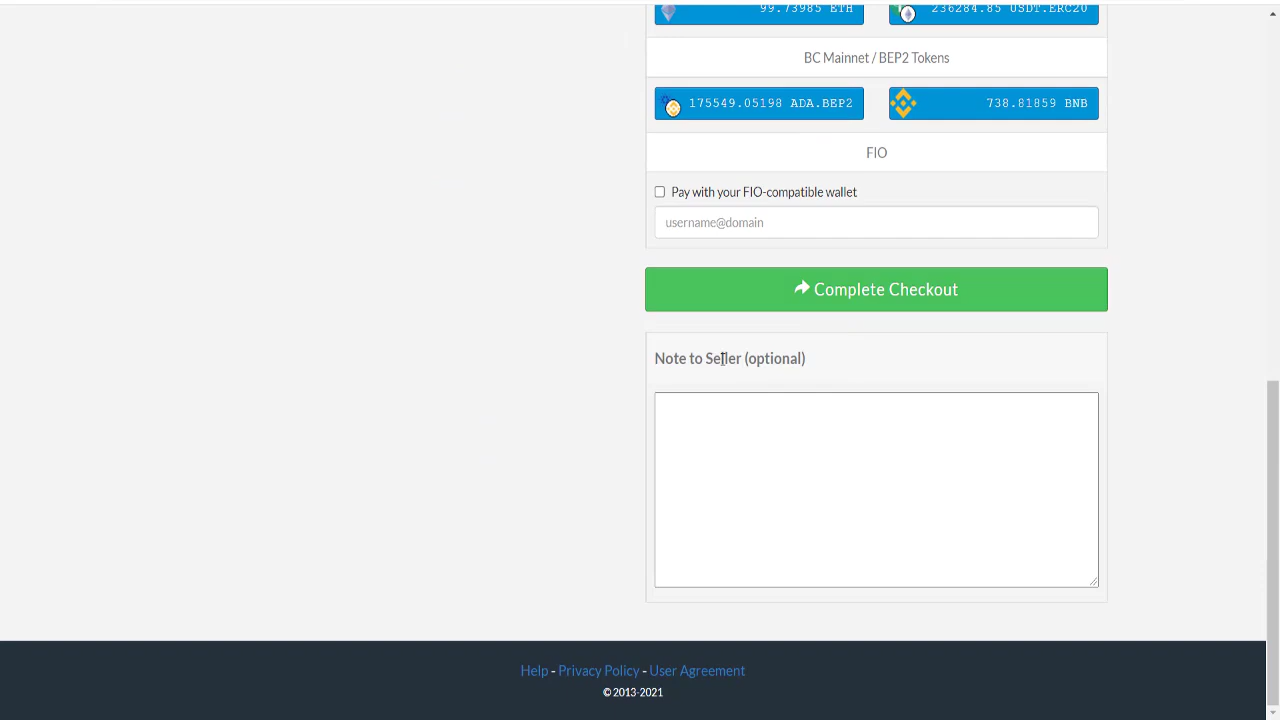 99.73985 ETH
236284.85 USDT.ERC20
BC Mainnet / BEP2 Tokens
175549.05198 ADA.BEP2
738.81859 BNB
FIO
Pay with your FIO-compatible wallet
username@domain
Complete Checkout
Note to Seller (optional)
Help - Privacy Policy - User Agreement
©2013-2021